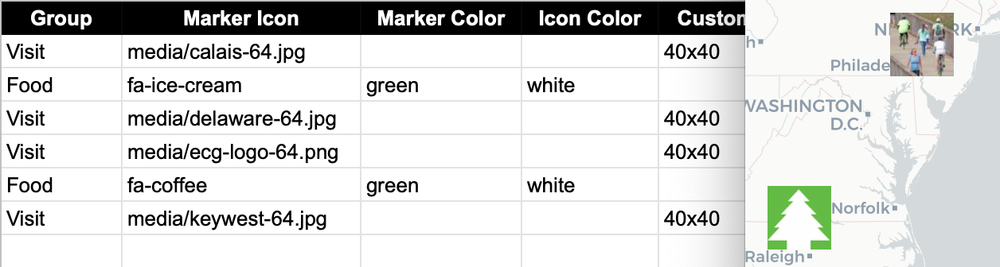 Group Marker Icon Marker Color Icon Color Custom
Visit media/calais-64.jpg 40x40
Food fa-ice-cream green white
Visit media/delaware-64.jpg 40x40
Visit media/ecg-logo-64.png 40x40
Food fa-coffee green white
Visit media/keywest-64.jpg 40x40
N RK
h
Philade
WASHINGTON
D.C.
Norfolk
Raleigh